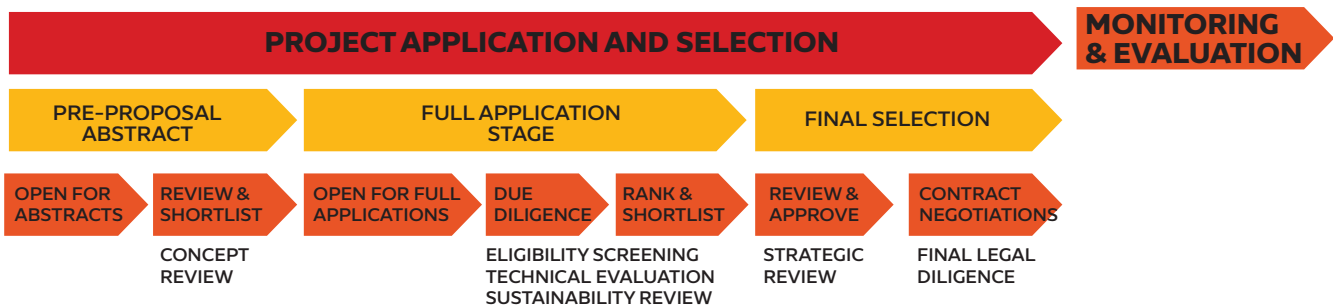 PROJECT APPLICATION AND SELECTION
MONITORING
& EVALUATION
PRE-PROPOSAL
ABSTRACT
FULL APPLICATION
STAGE
FINAL SELECTION
OPEN FOR
ABSTRACTS
REVIEW &
SHORTLIST
OPEN FOR FULL
APPLICATIONS
DUE
DILIGENCE
RANK &
SHORTLIST
REVIEW &
APPROVE
CONTRACT
NEGOTIATIONS
CONCEPT
REVIEW
ELIGIBILITY SCREENING
TECHNICAL EVALUATION
SUSTAINABILITY REVIEW
STRATEGIC
REVIEW
FINAL LEGAL
DILIGENCE